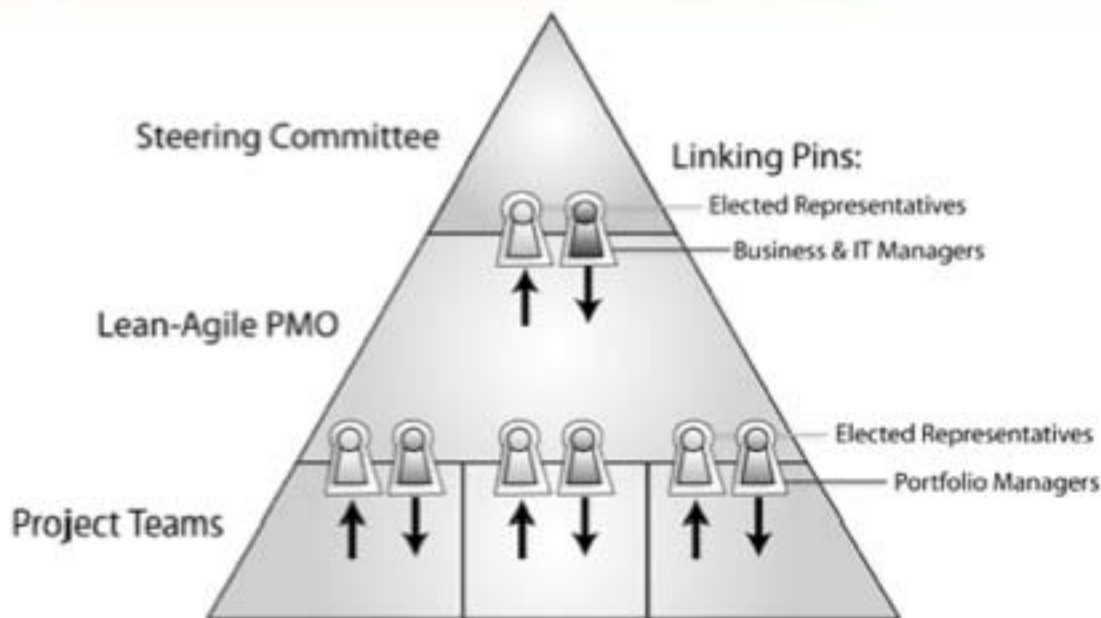 Steering Committee
Linking Pins:
Elected Representatives
Business & IT Managers
Lean-Agile PMO
Elected Representatives
Portfolio Managers
Project Teams